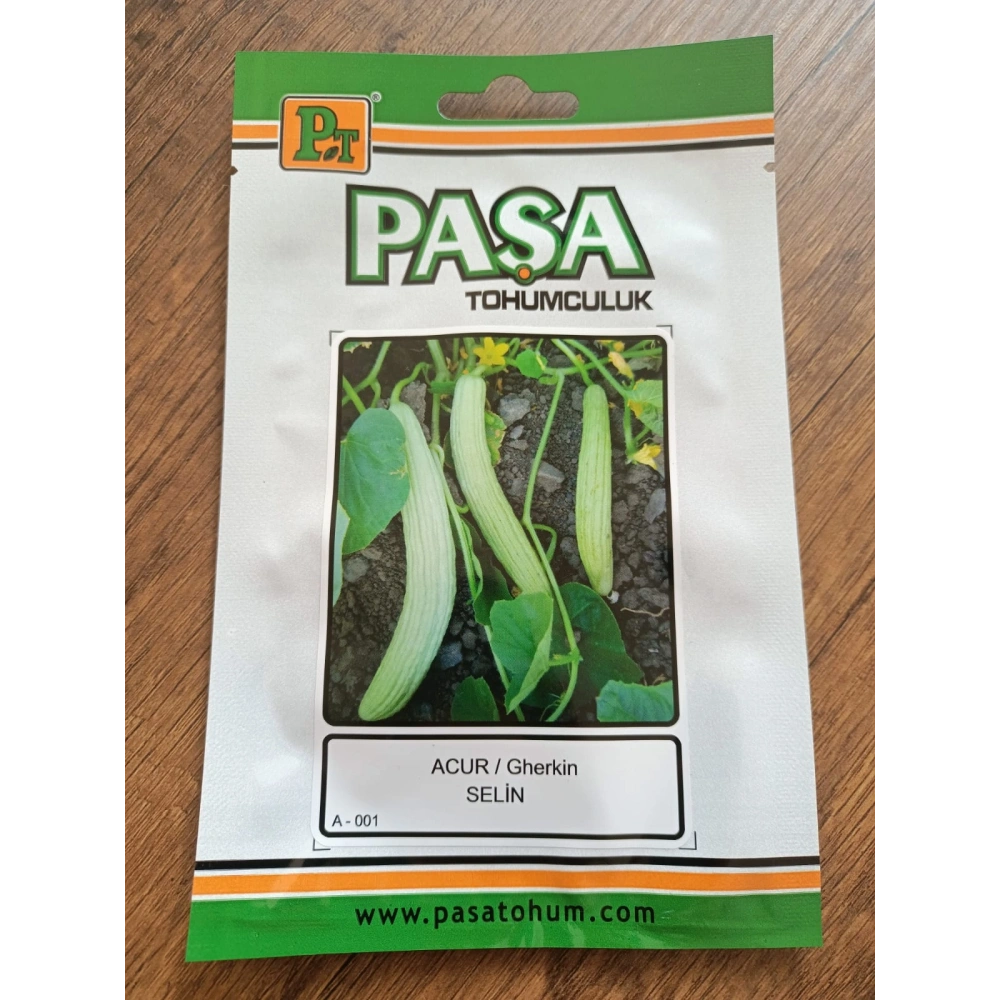 PT®
PAŞA
TOHUMCULUK
ACUR / Gherkin
SELİN
A - 001
www.pasatohum.com